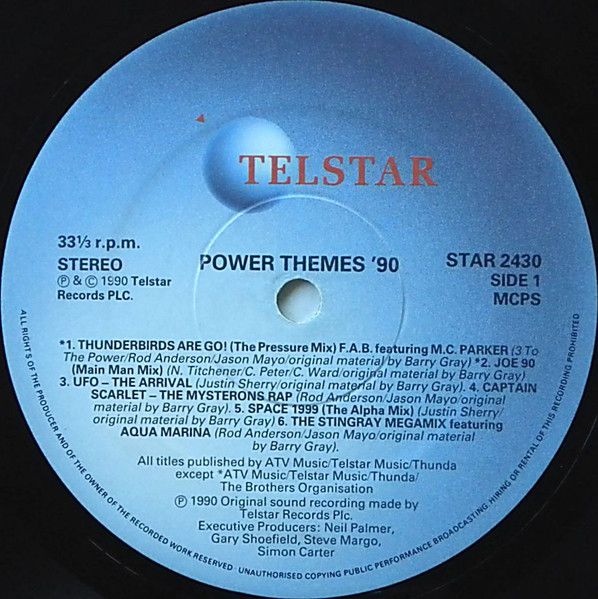 TELSTAR
33⅓ r.p.m.
STEREO
Ⓟ & © 1990 Telstar
Records PLC.
POWER THEMES '90
STAR 2430
SIDE 1
MCPS
*1. THUNDERBIRDS ARE GO! (The Pressure Mix) F.A.B. featuring M.C. PARKER (3 To
The Power/Rod Anderson/Jason Mayo/original material by Barry Gray) *2. JOE 90
(Main Man Mix) (N. Titchener/C. Peter/C. Ward/original material by Barry Gray)
3. UFO – THE ARRIVAL (Justin Sherry/original material by Barry Gray). 4. CAPTAIN
SCARLET – THE MYSTERONS RAP (Rod Anderson/Jason Mayo/original
material by Barry Gray). 5. SPACE 1999 (The Alpha Mix) (Justin Sherry/
original material by Barry Gray) 6. THE STINGRAY MEGAMIX featuring
AQUA MARINA (Rod Anderson/Jason Mayo/original material
by Barry Gray).
All titles published by ATV Music/Telstar Music/Thunda
except *ATV Music/Telstar Music/Thunda/
The Brothers Organisation
Ⓟ 1990 Original sound recording made by
Telstar Records Plc.
Executive Producers: Neil Palmer,
Gary Shoefield, Steve Margo,
Simon Carter
ALL RIGHTS OF THE PRODUCER AND OF THE OWNER OF THE RECORDED WORK RESERVED · UNAUTHORISED COPYING PUBLIC PERFORMANCE BROADCASTING, HIRING OR RENTAL OF THIS RECORDING PROHIBITED